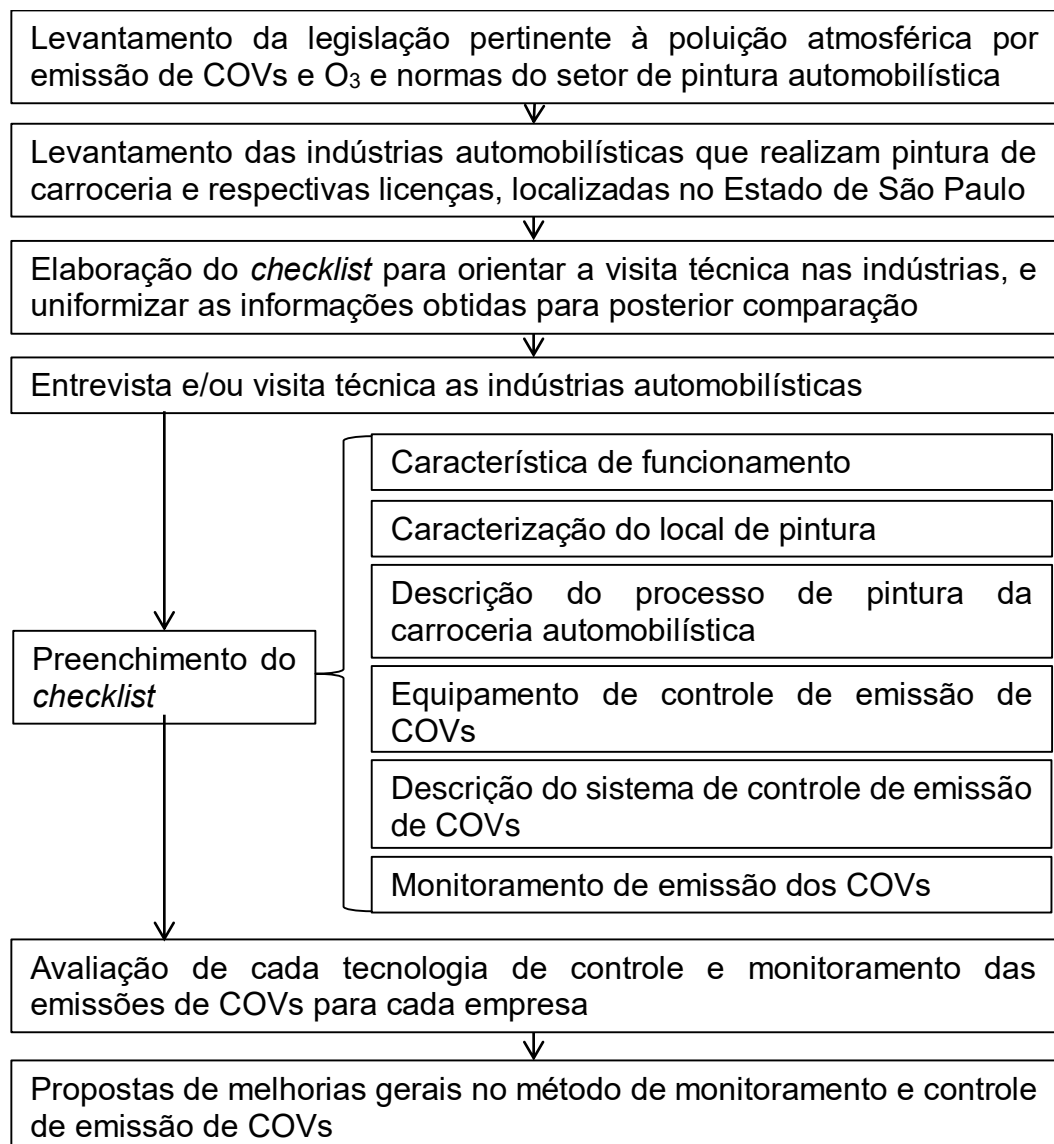 Levantamento da legislação pertinente à poluição atmosférica por
emissão de COVs e O₃ e normas do setor de pintura automobilística
Levantamento das indústrias automobilísticas que realizam pintura de
carroceria e respectivas licenças, localizadas no Estado de São Paulo
Elaboração do checklist para orientar a visita técnica nas indústrias, e
uniformizar as informações obtidas para posterior comparação
Entrevista e/ou visita técnica as indústrias automobilísticas
Preenchimento do
checklist
Característica de funcionamento
Caracterização do local de pintura
Descrição do processo de pintura da
carroceria automobilística
Equipamento de controle de emissão de
COVs
Descrição do sistema de controle de emissão
de COVs
Monitoramento de emissão dos COVs
Avaliação de cada tecnologia de controle e monitoramento das
emissões de COVs para cada empresa
Propostas de melhorias gerais no método de monitoramento e controle
de emissão de COVs